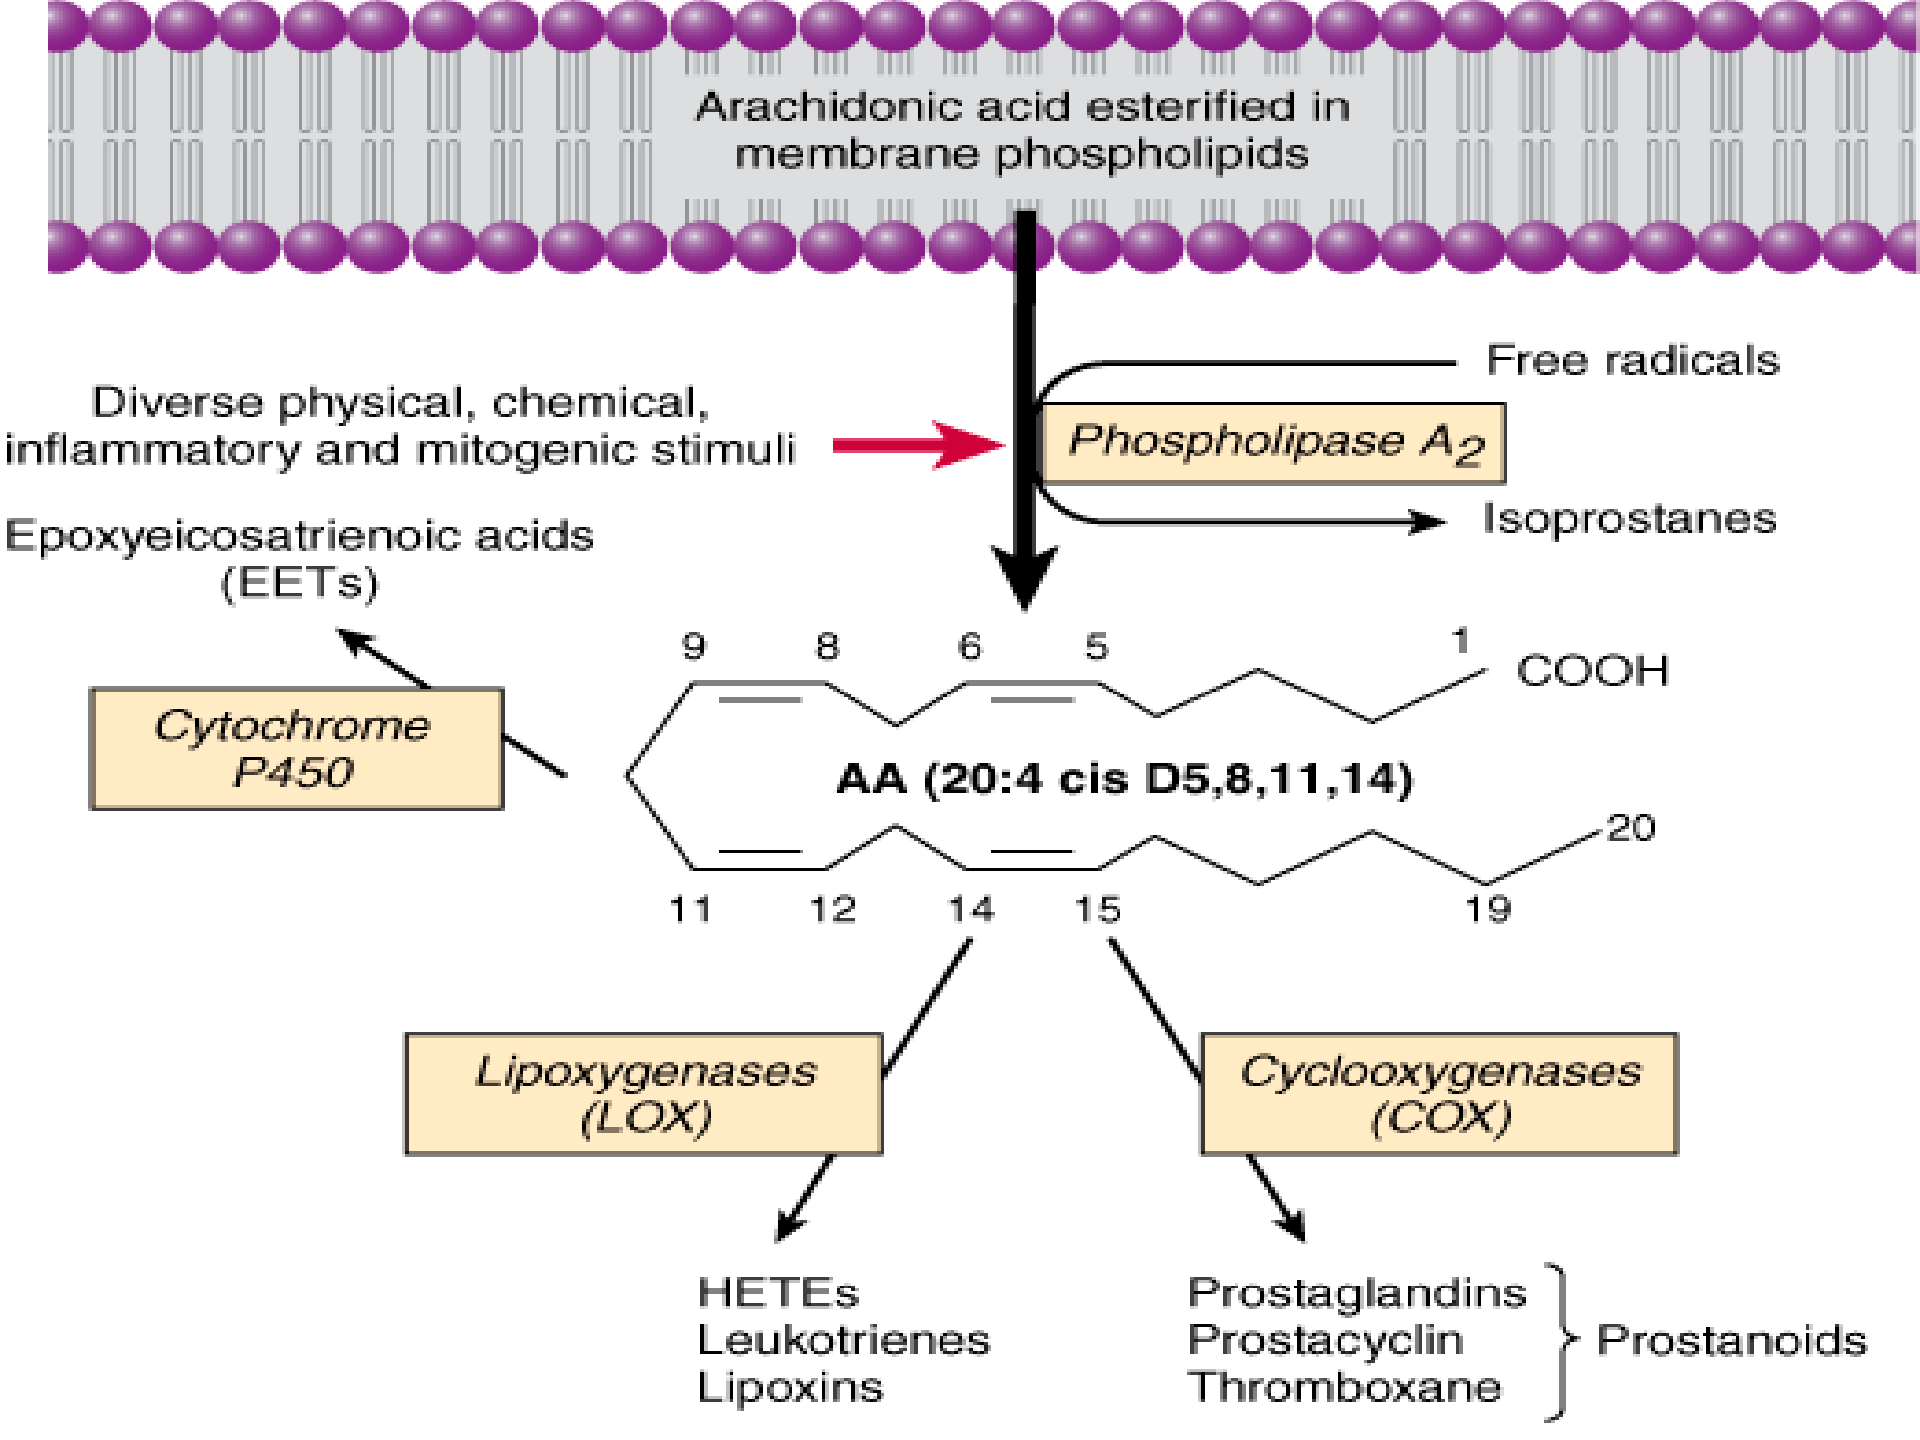 Arachidonic acid esterified in
membrane phospholipids
Free radicals
Diverse physical, chemical,
inflammatory and mitogenic stimuli
Phospholipase A2
Isoprostanes
Epoxyeicosatrienoic acids
(EETs)
9 8 6 5 1
COOH
Cytochrome
P450
AA (20:4 cis D5,8,11,14)
20
11 12 14 15 19
Lipoxygenases
(LOX)
Cyclooxygenases
(COX)
HETEs
Leukotrienes
Lipoxins
Prostaglandins
Prostacyclin
Thromboxane
Prostanoids